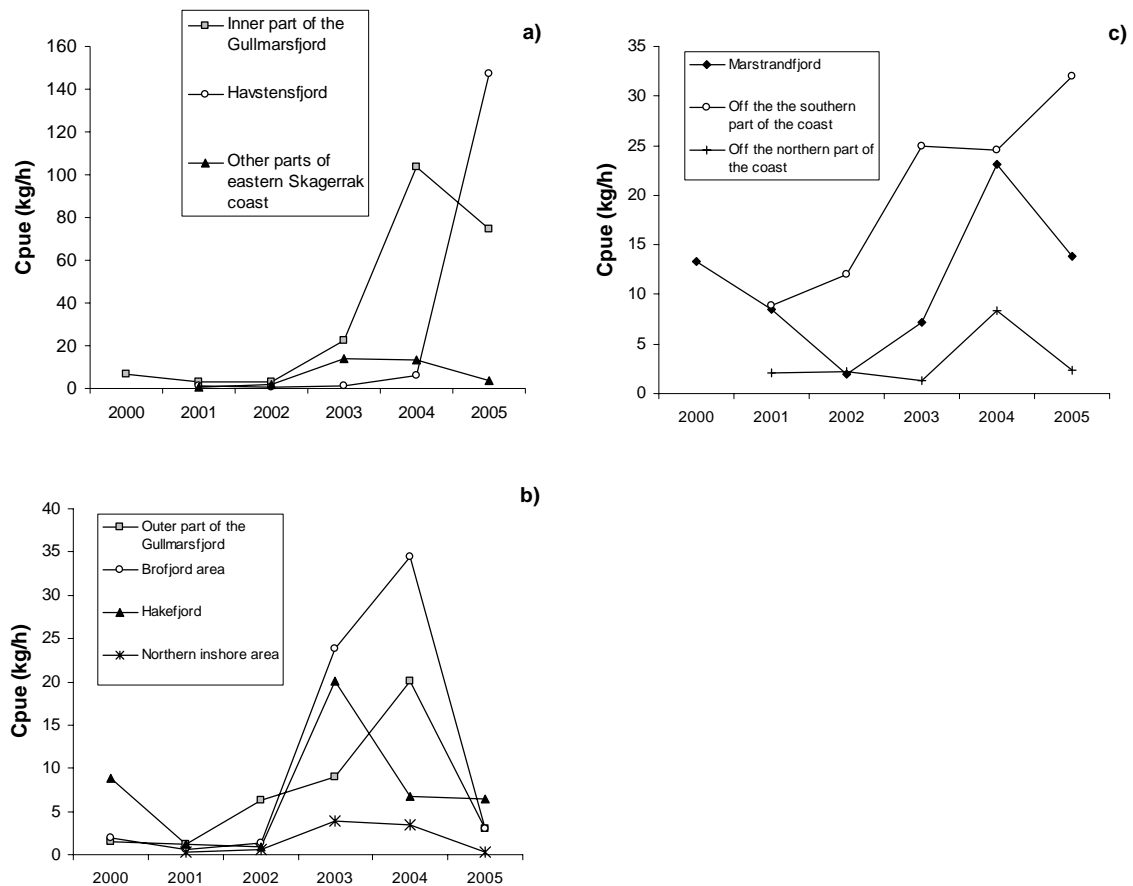 a)
Inner part of the
Gullmarsfjord
Havstensfjord
Other parts of
eastern Skagerrak
coast
Cpue (kg/h)
160
140
120
100
80
60
40
20
0
2000 2001 2002 2003 2004 2005
c)
Marstrandfjord
Off the the southern
part of the coast
Off the northern part of
the coast
Cpue (kg/h)
35
30
25
20
15
10
5
0
2000 2001 2002 2003 2004 2005
b)
Outer part of the
Gullmarsfjord
Brofjord area
Hakefjord
Northern inshore area
Cpue (kg/h)
40
35
30
25
20
15
10
5
0
2000 2001 2002 2003 2004 2005